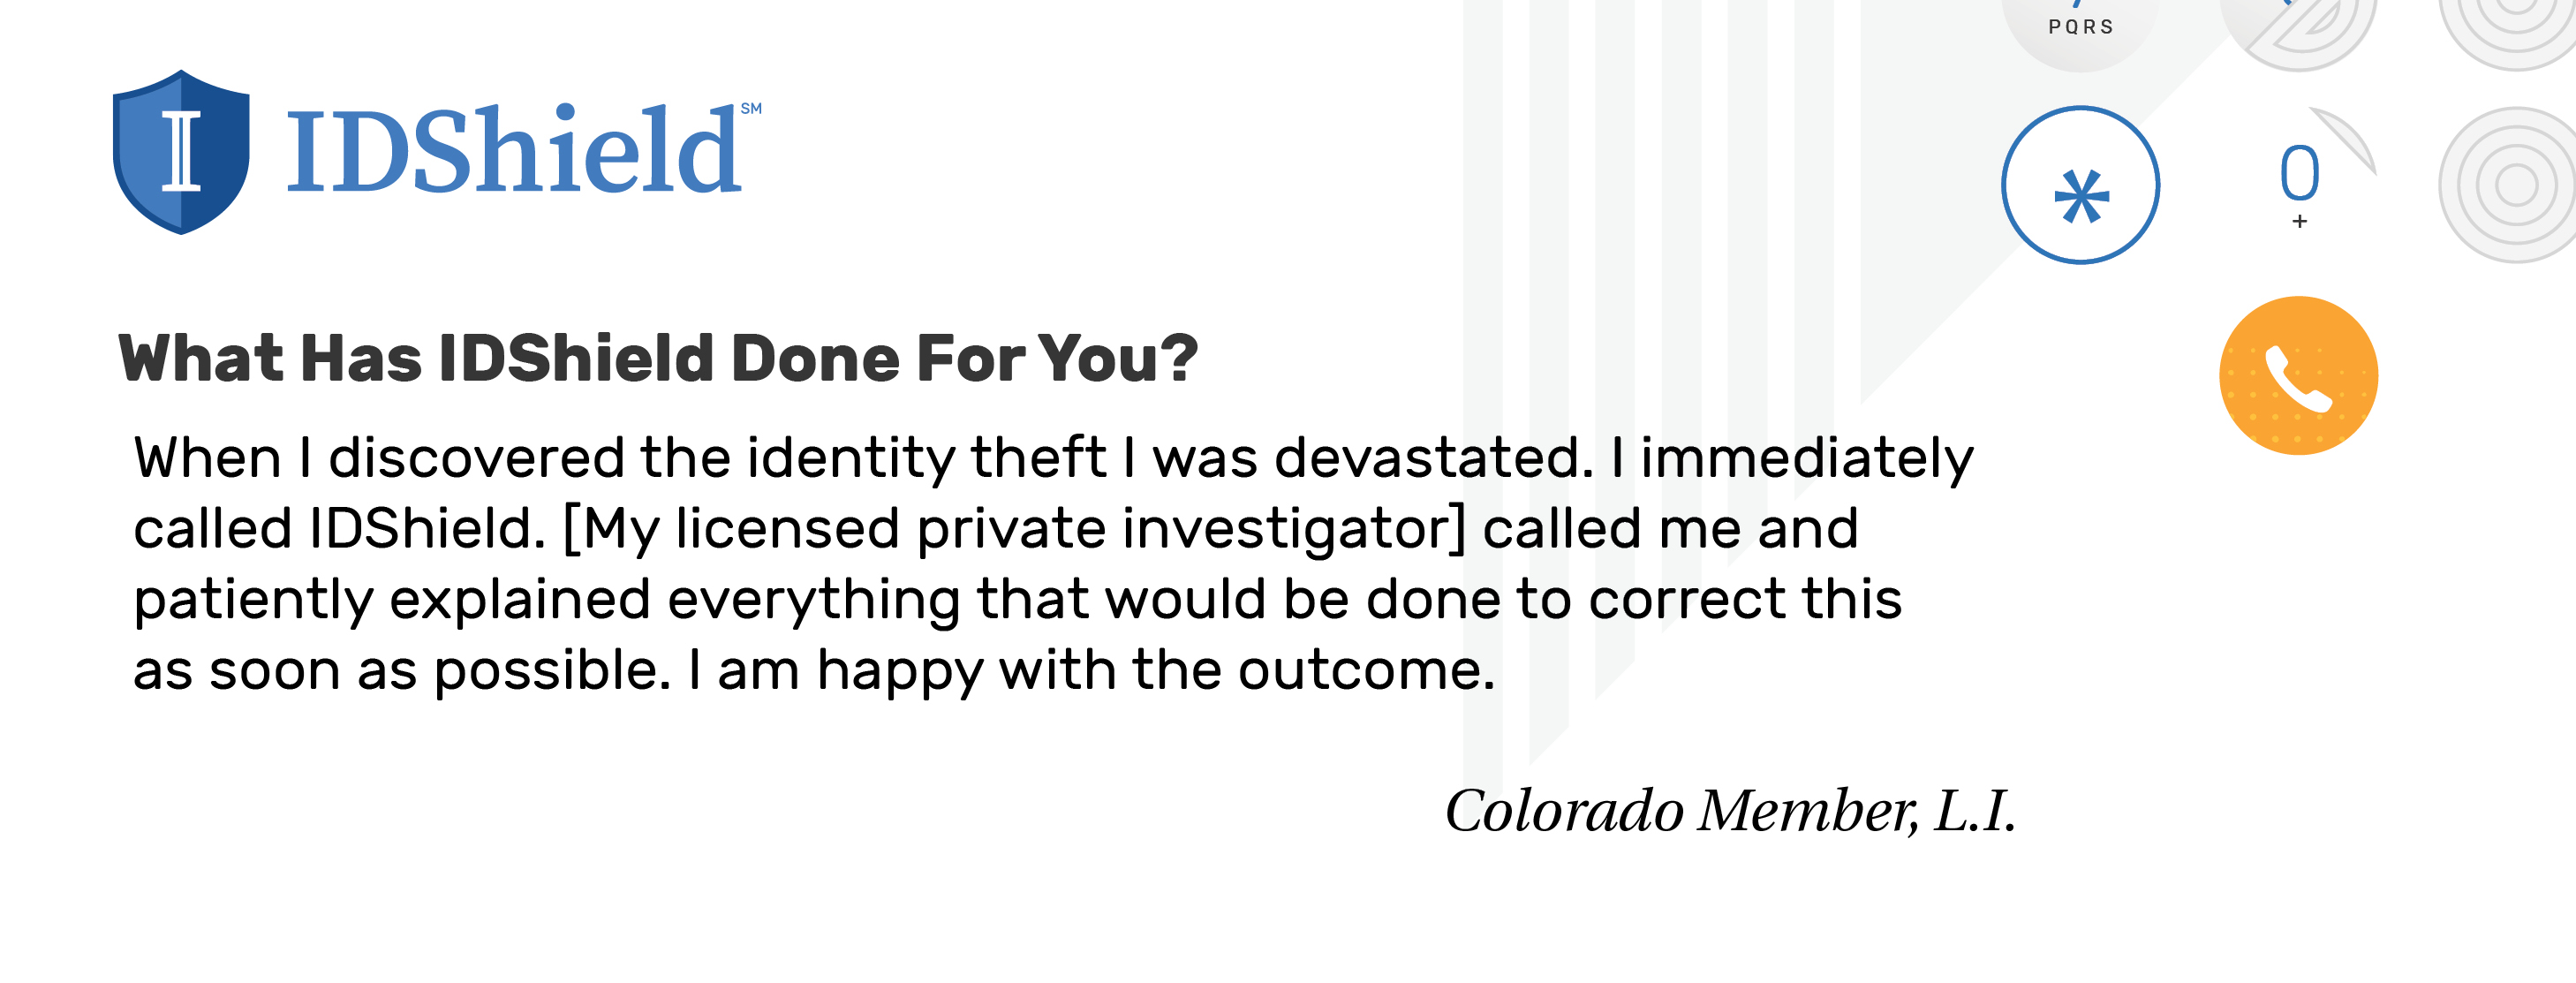 PQRS
I IDShield SM
*
0
+
What Has IDShield Done For You?
When I discovered the identity theft I was devastated. I immediately
called IDShield. [My licensed private investigator] called me and
patiently explained everything that would be done to correct this
as soon as possible. I am happy with the outcome.
Colorado Member, L.I.